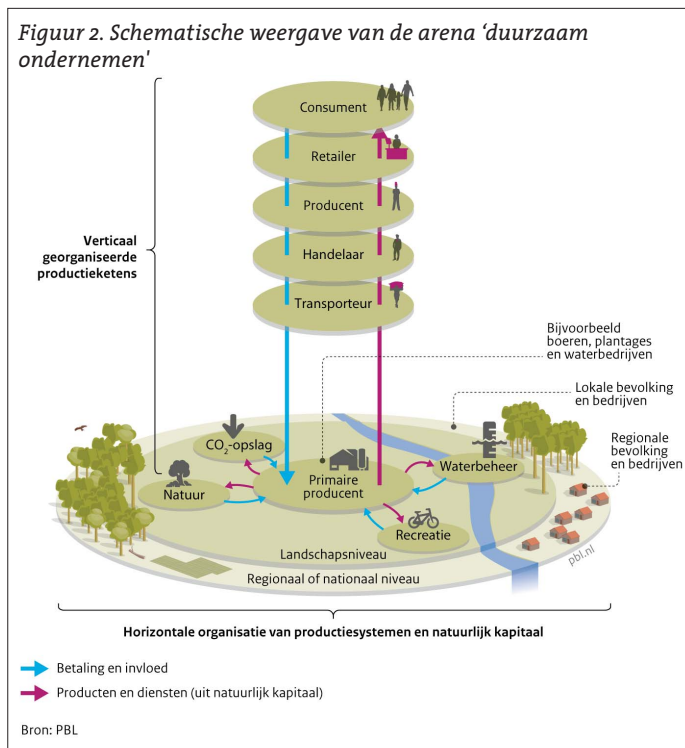 Figuur 2. Schematische weergave van de arena ‘duurzaam
ondernemen'
Consument
Retailer
Producent
Handelaar
Transporteur
Verticaal
georganiseerde
productieketens
Bijvoorbeeld
boeren, plantages
en waterbedrijven
Lokale bevolking
en bedrijven
Regionale
bevolking
en bedrijven
CO₂-opslag
Natuur
Primaire
producent
Waterbeheer
Recreatie
Landschapsniveau
Regionaal of nationaal niveau
pbl.nl
Horizontale organisatie van productiesystemen en natuurlijk kapitaal
Betaling en invloed
Producten en diensten (uit natuurlijk kapitaal)
Bron: PBL